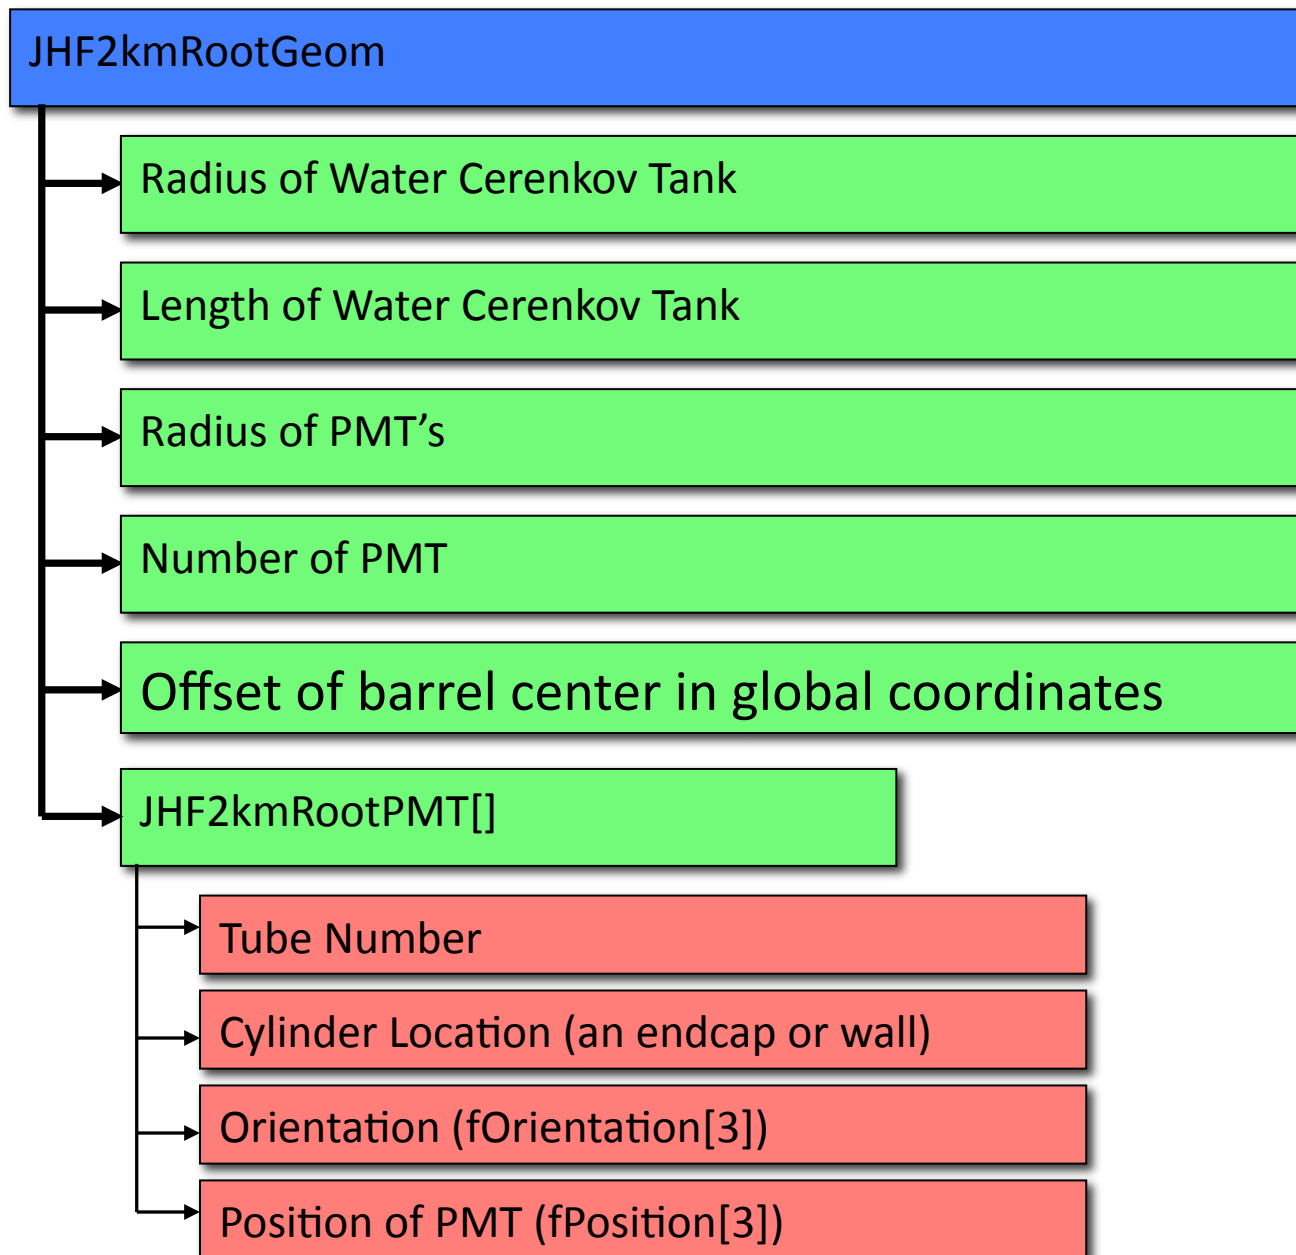 JHF2kmRootGeom
Radius of Water Cerenkov Tank
Length of Water Cerenkov Tank
Radius of PMT’s
Number of PMT
Offset of barrel center in global coordinates
JHF2kmRootPMT[]
Tube Number
Cylinder Location (an endcap or wall)
Orientation (fOrientation[3])
Position of PMT (fPosition[3])